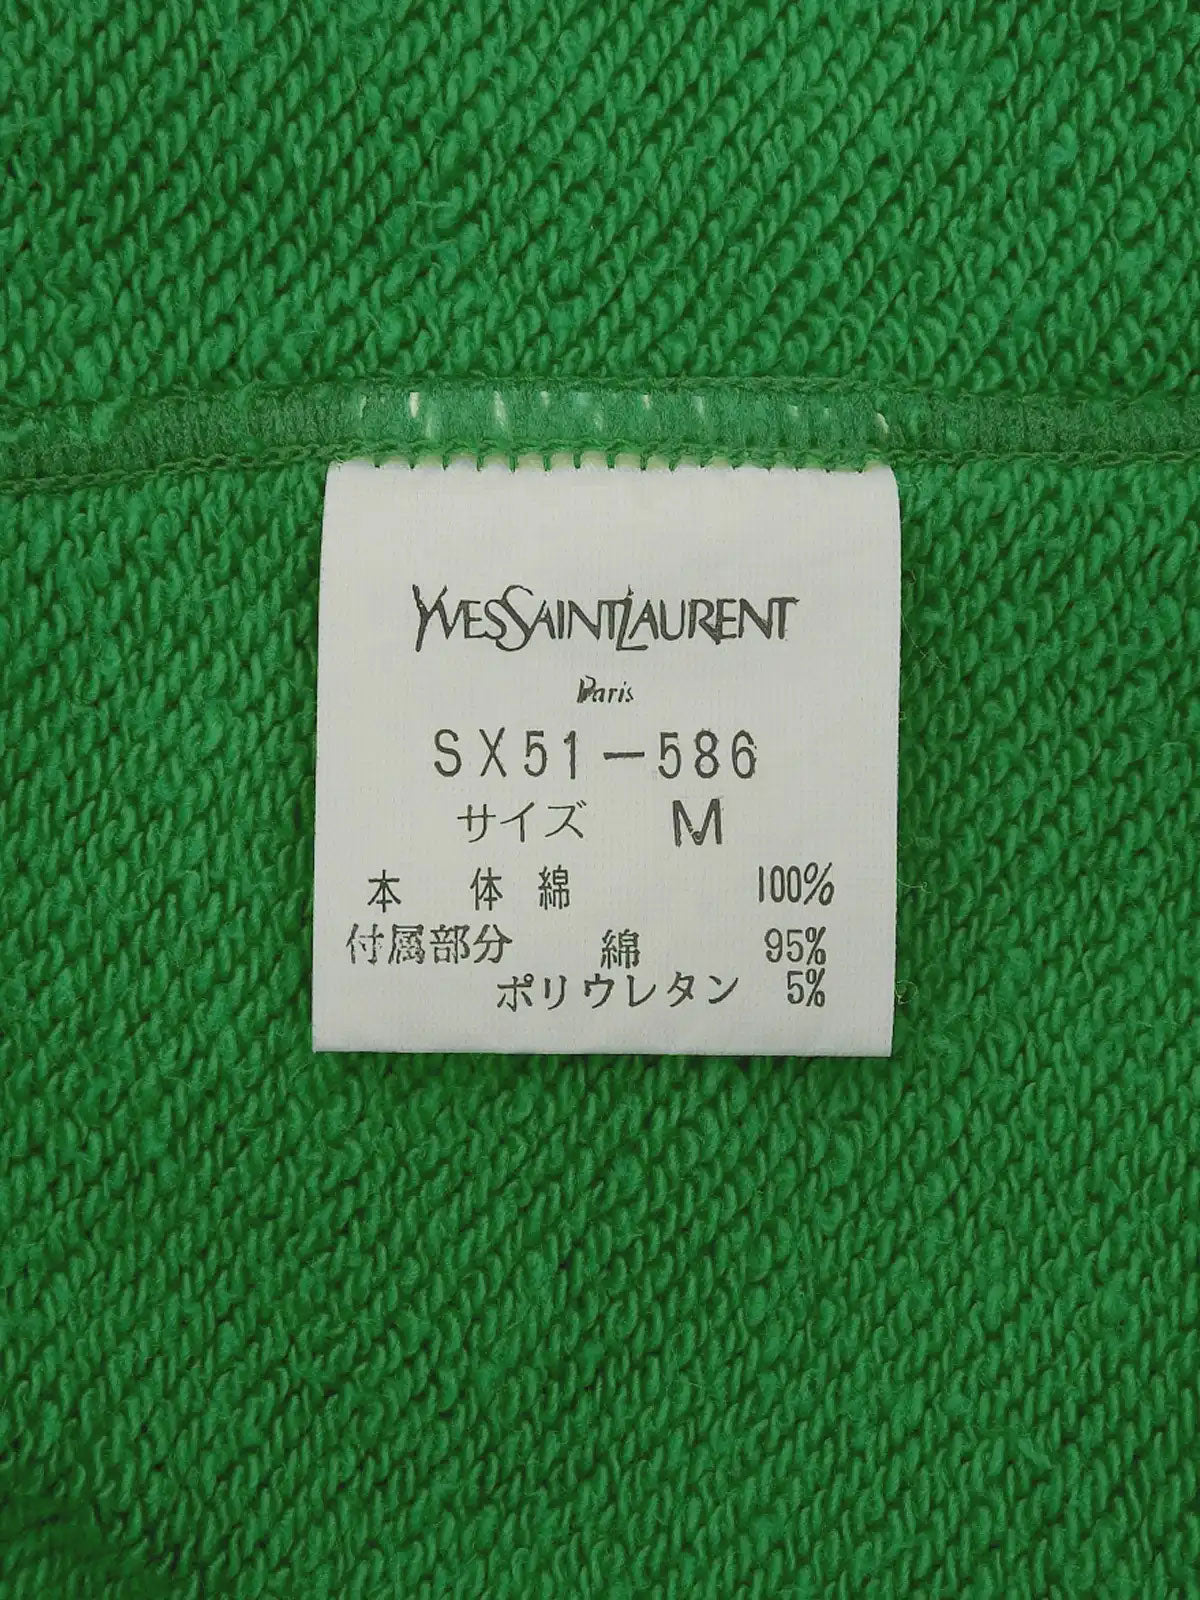 YVESSAINTLAURENT
Paris
SX51-586
サイズ M
本 体 綿 100%
付属部分 綿 95%
ポリウレタン 5%